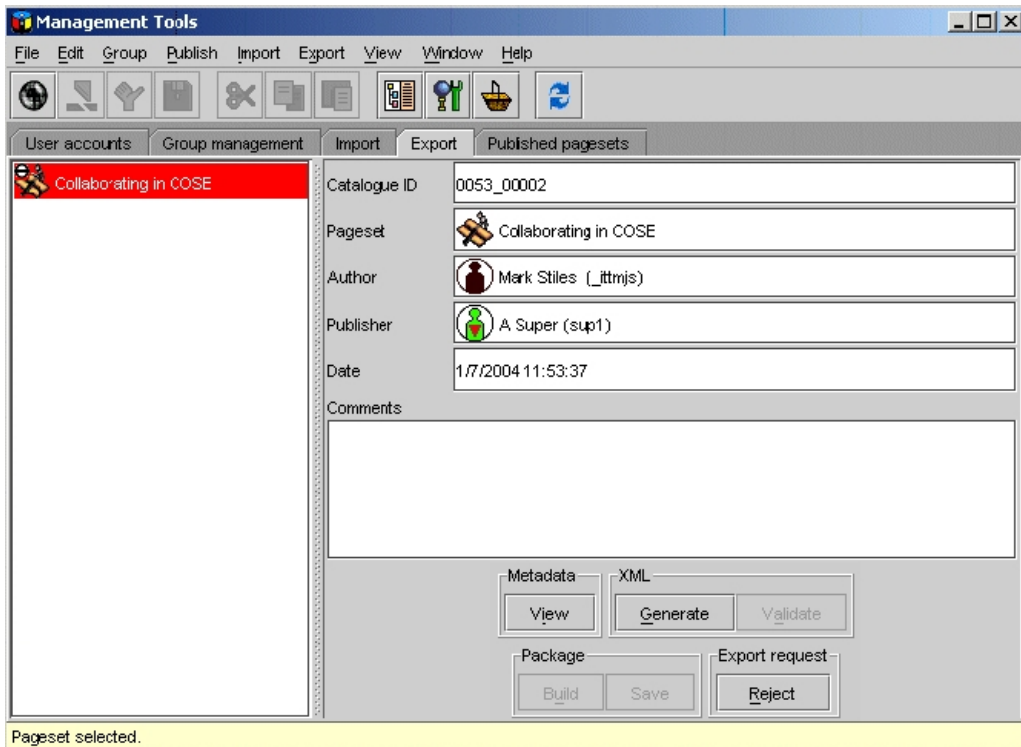 Management Tools
File Edit Group Publish Import Export View Window Help
User accounts Group management Import Export Published pagesets
Collaborating in COSE
Catalogue ID 0053_00002
Pageset Collaborating in COSE
Author Mark Stiles (_ittmjs)
Publisher A Super (sup1)
Date 1/7/2004 11:53:37
Comments
Metadata XML
View Generate Validate
Package Export request
Build Save Reject
Pageset selected.